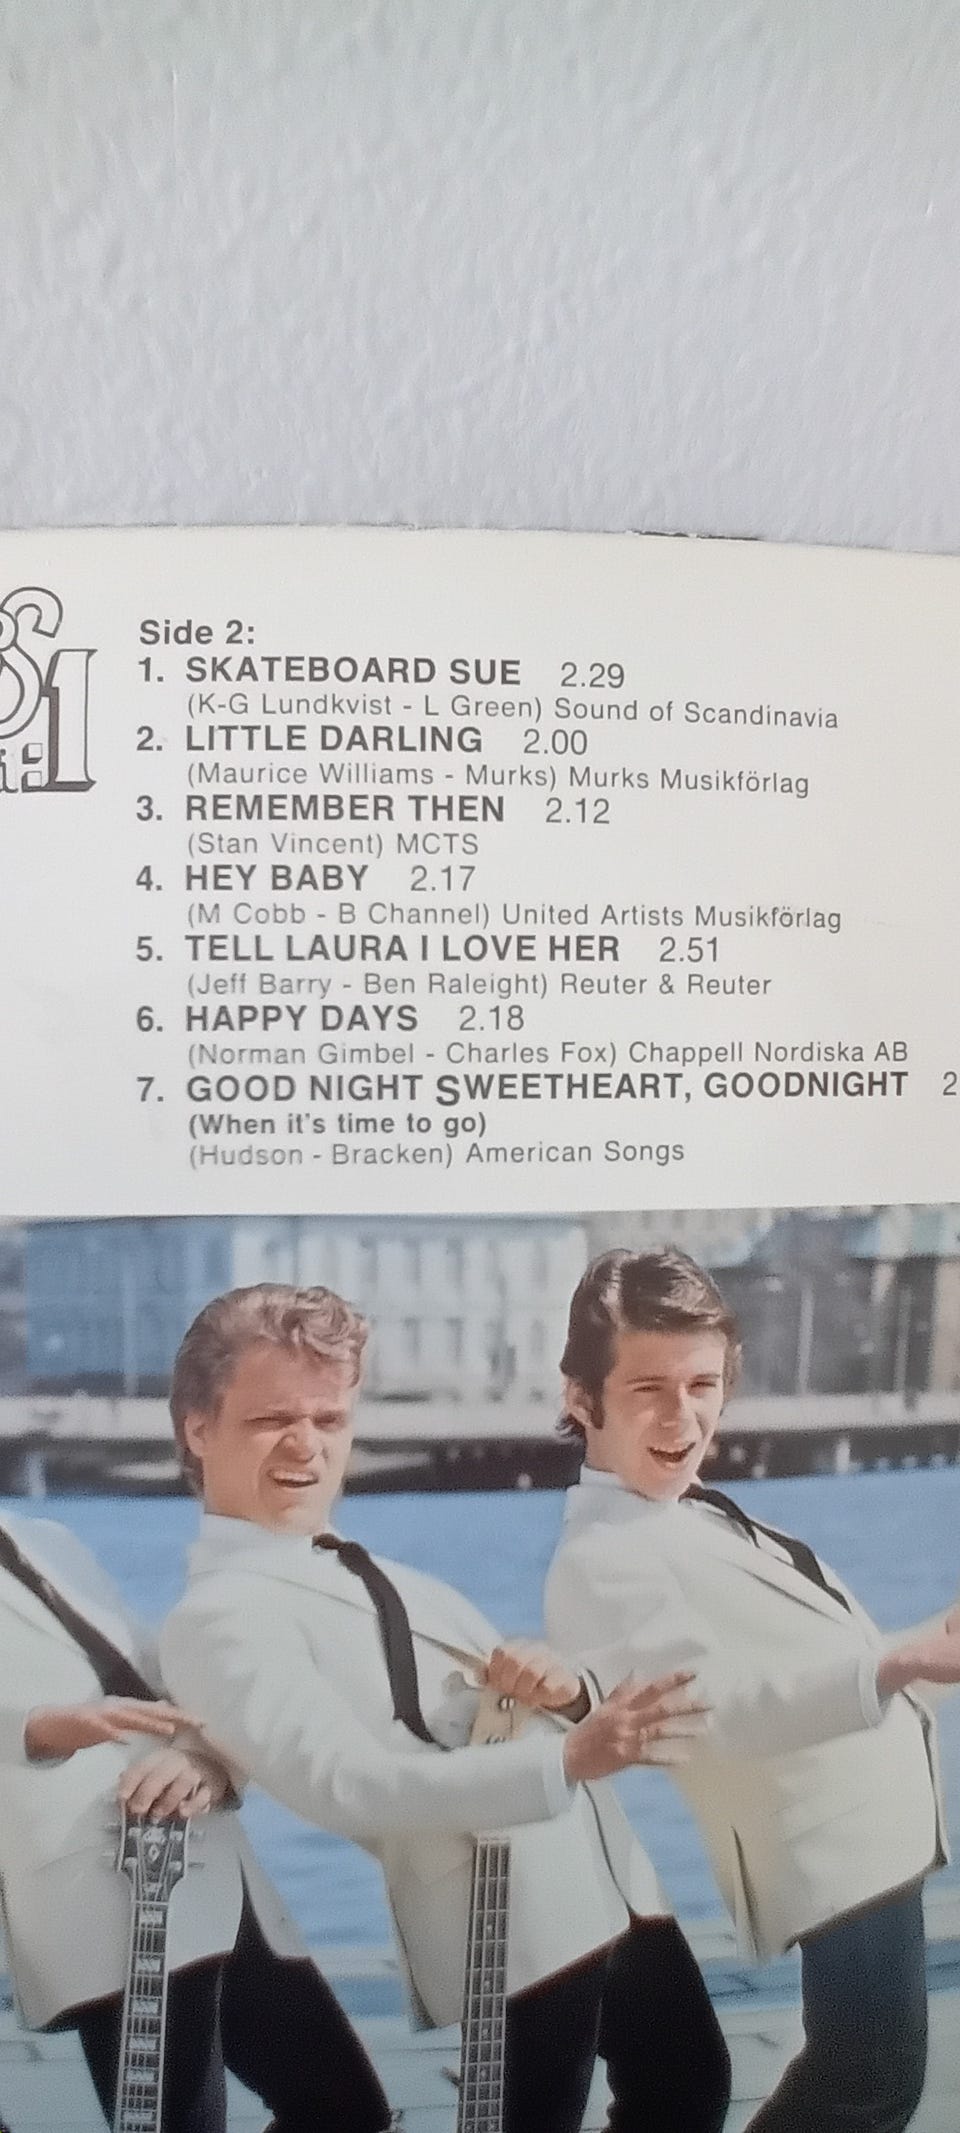 Side 2:
1. SKATEBOARD SUE 2.29
(K-G Lundkvist - L Green) Sound of Scandinavia
2. LITTLE DARLING 2.00
(Maurice Williams - Murks) Murks Musikförlag
3. REMEMBER THEN 2.12
(Stan Vincent) MCTS
4. HEY BABY 2.17
(M Cobb - B Channel) United Artists Musikförlag
5. TELL LAURA I LOVE HER 2.51
(Jeff Barry - Ben Raleight) Reuter & Reuter
6. HAPPY DAYS 2.18
(Norman Gimbel - Charles Fox) Chappell Nordiska AB
7. GOOD NIGHT SWEETHEART, GOODNIGHT 2
(When it's time to go)
(Hudson - Bracken) American Songs